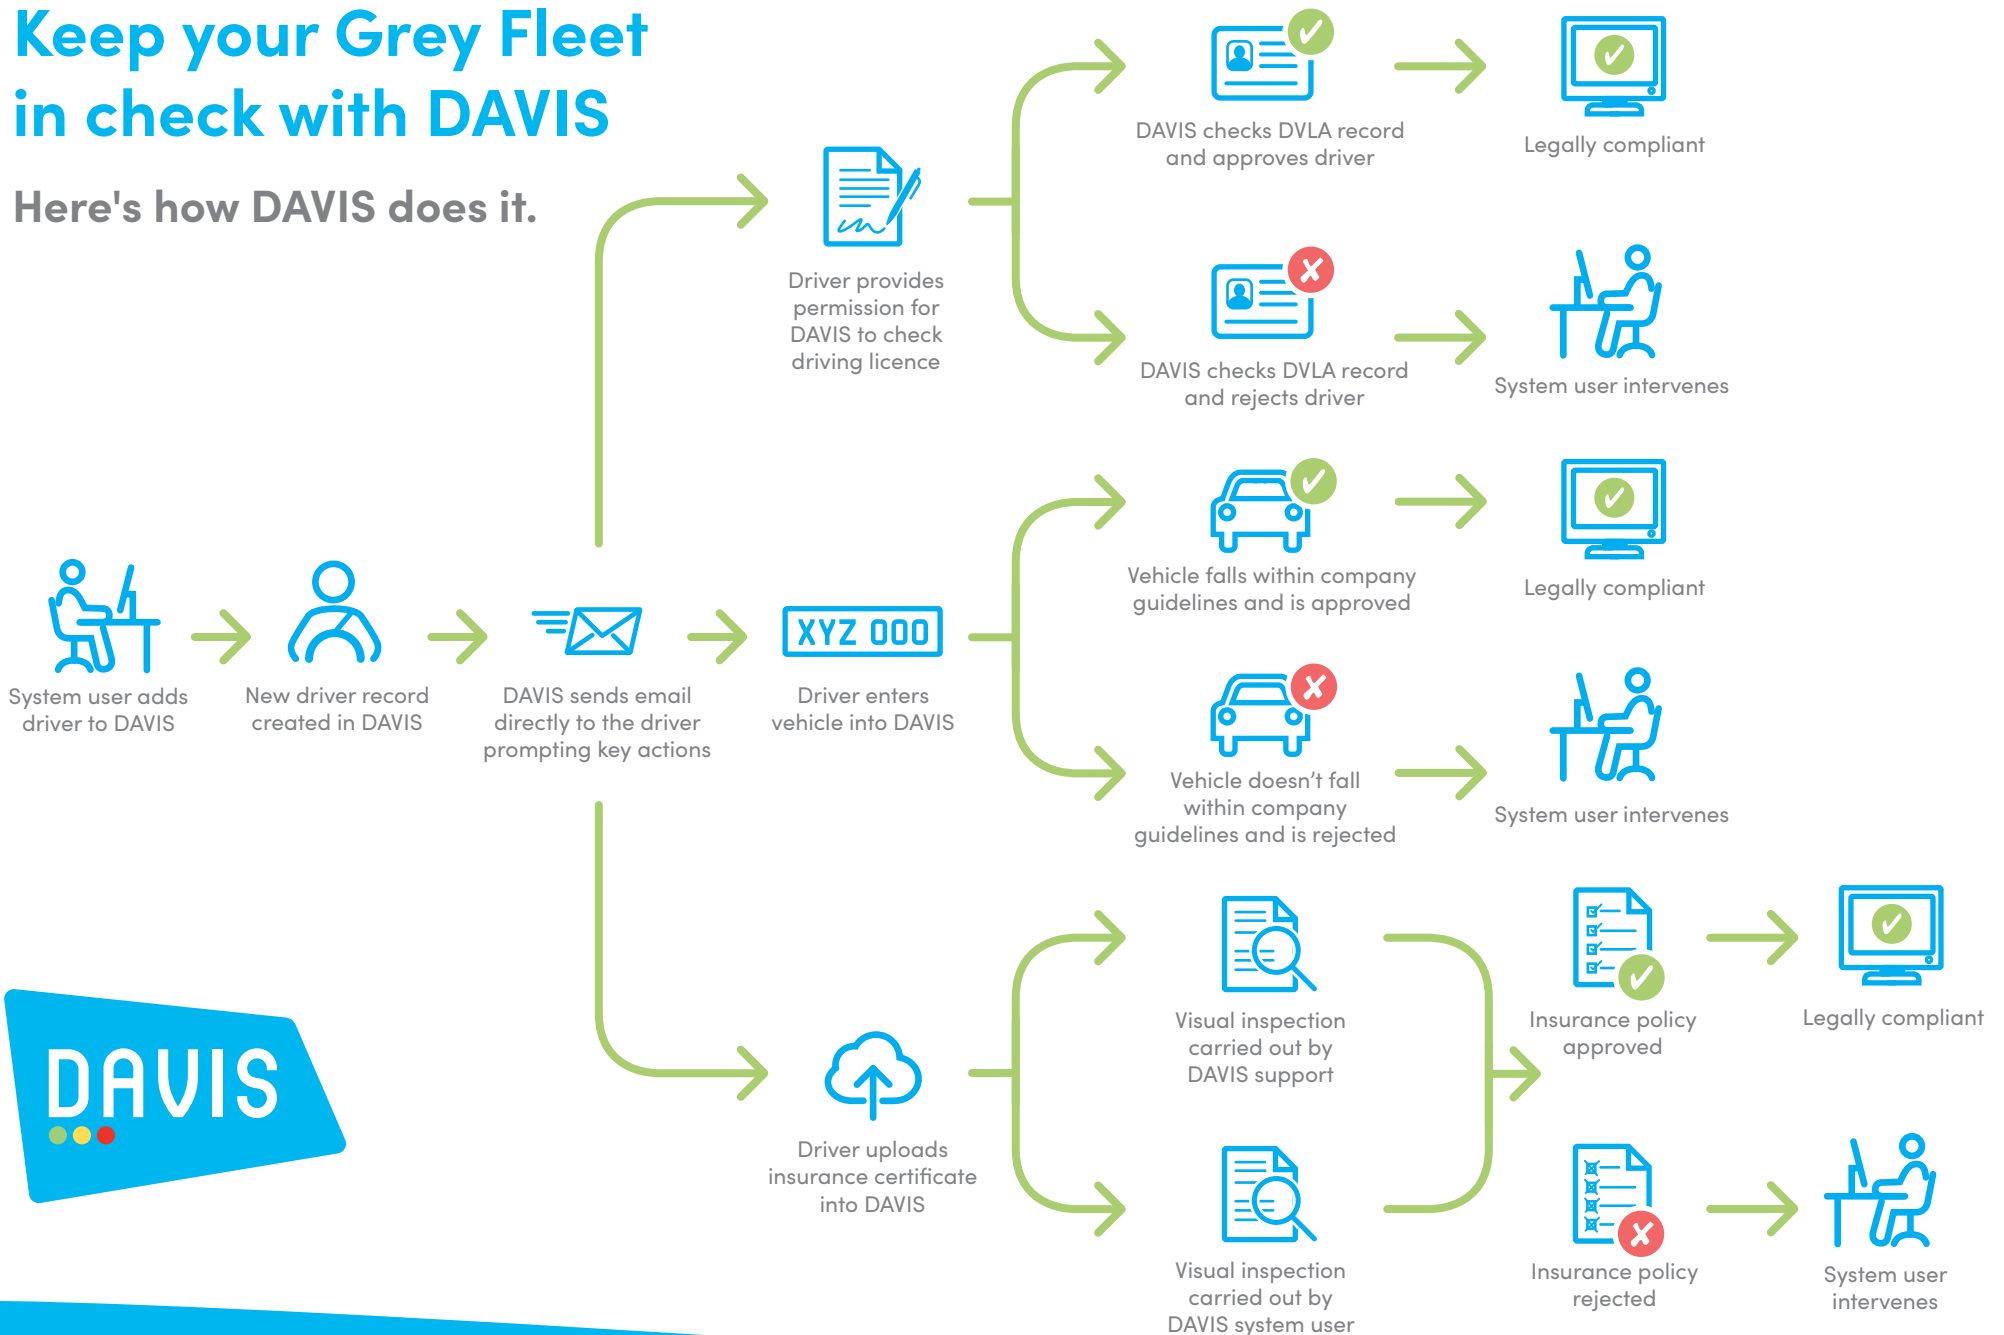 Keep your Grey Fleet
in check with DAVIS
Here's how DAVIS does it.
System user adds
driver to DAVIS
New driver record
created in DAVIS
DAVIS sends email
directly to the driver
prompting key actions
Driver provides
permission for
DAVIS to check
driving licence
DAVIS checks DVLA record
and approves driver
Legally compliant
DAVIS checks DVLA record
and rejects driver
System user intervenes
XYZ 000
Driver enters
vehicle into DAVIS
Vehicle falls within company
guidelines and is approved
Legally compliant
Vehicle doesn’t fall
within company
guidelines and is rejected
System user intervenes
Driver uploads
insurance certificate
into DAVIS
Visual inspection
carried out by
DAVIS support
Visual inspection
carried out by
DAVIS system user
Insurance policy
approved
Legally compliant
Insurance policy
rejected
System user
intervenes
DAVIS